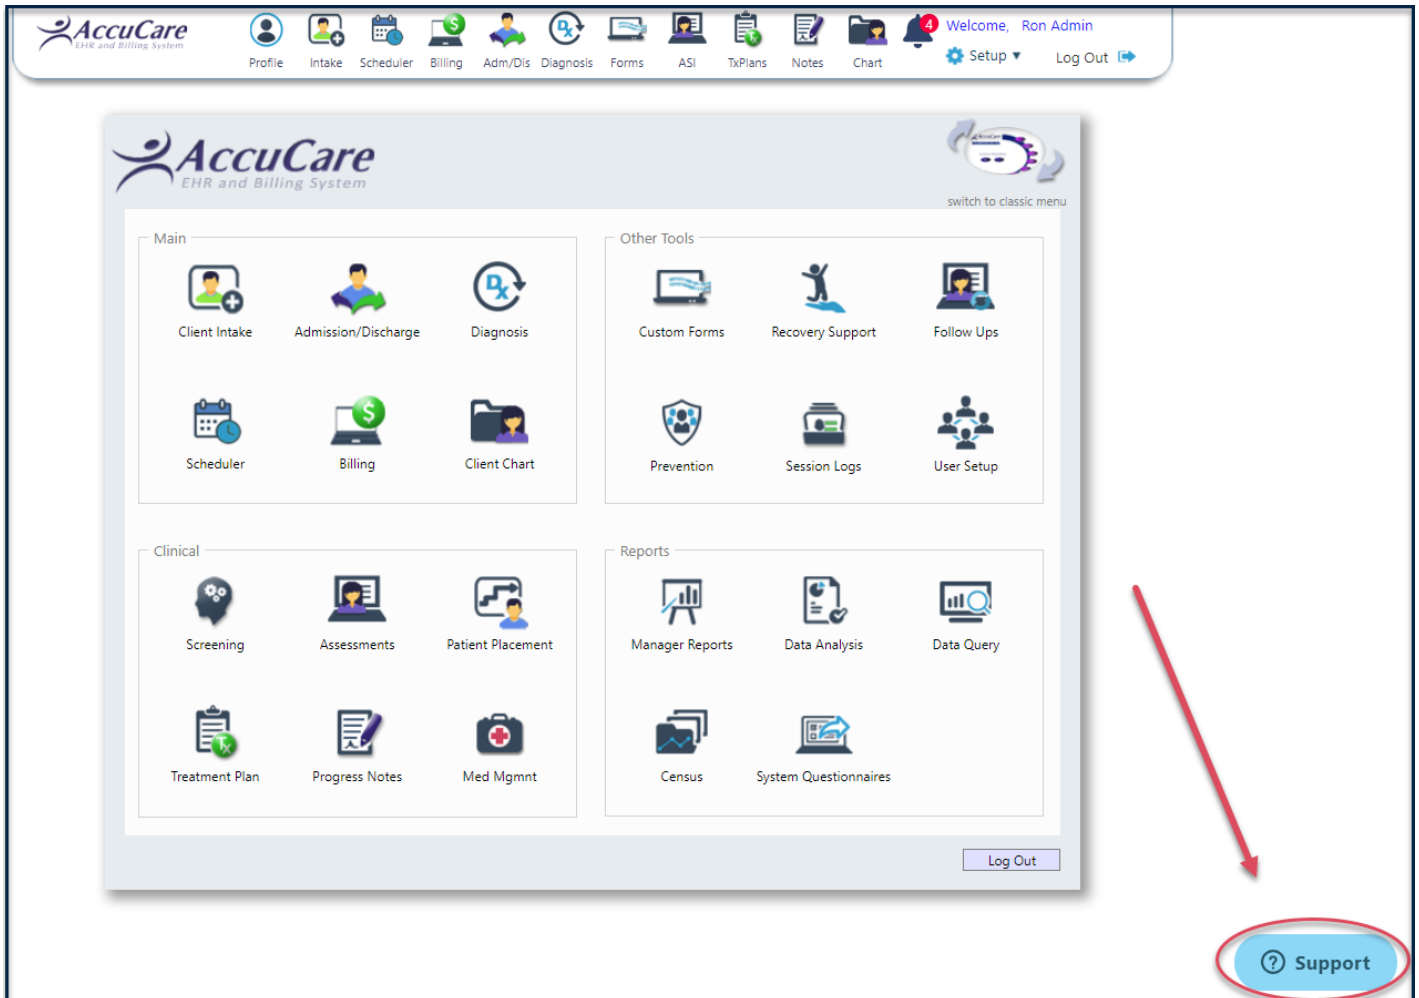 AccuCare
EHR and Billing System
Profile
Intake
Scheduler
Billing
Adm/Dis
Diagnosis
Forms
ASI
TxPlans
Notes
Chart
4
Welcome, Ron Admin
Setup ▼
Log Out
AccuCare
EHR and Billing System
switch to classic menu
Main
Client Intake
Admission/Discharge
Diagnosis
Scheduler
Billing
Client Chart
Other Tools
Custom Forms
Recovery Support
Follow Ups
Prevention
Session Logs
User Setup
Clinical
Screening
Assessments
Patient Placement
Treatment Plan
Progress Notes
Med Mgmnt
Reports
Manager Reports
Data Analysis
Data Query
Census
System Questionnaires
Log Out
Support